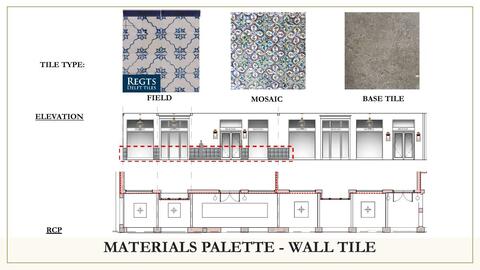 TILE TYPE:
REGTS
DELFT TILES
FIELD
MOSAIC
BASE TILE
ELEVATION
RCP
MATERIALS PALETTE - WALL TILE